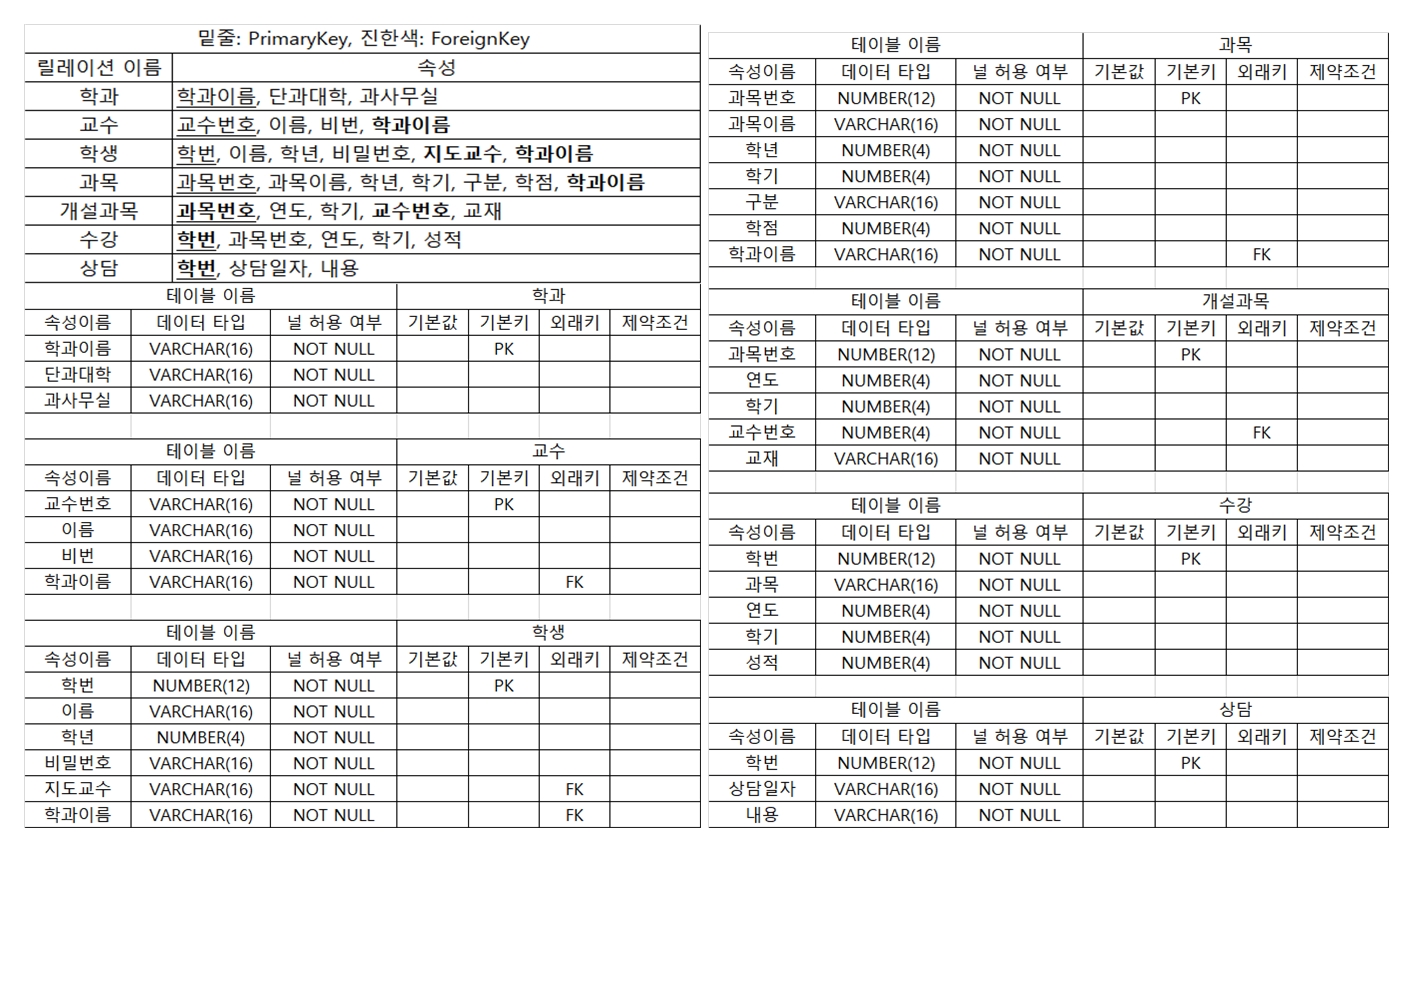 밑줄: PrimaryKey, 진한색: ForeignKey
릴레이션 이름 속성
학과 학과이름, 단과대학, 과사무실
교수 교수번호, 이름, 비번, 학과이름
학생 학번, 이름, 학년, 비밀번호, 지도교수, 학과이름
과목 과목번호, 과목이름, 학년, 학기, 구분, 학점, 학과이름
개설과목 과목번호, 연도, 학기, 교수번호, 교재
수강 학번, 과목번호, 연도, 학기, 성적
상담 학번, 상담일자, 내용
테이블 이름 학과
속성이름 데이터 타입 널 허용 여부 기본값 기본키 외래키 제약조건
학과이름 VARCHAR(16) NOT NULL PK
단과대학 VARCHAR(16) NOT NULL
과사무실 VARCHAR(16) NOT NULL
테이블 이름 교수
속성이름 데이터 타입 널 허용 여부 기본값 기본키 외래키 제약조건
교수번호 VARCHAR(16) NOT NULL PK
이름 VARCHAR(16) NOT NULL
비번 VARCHAR(16) NOT NULL
학과이름 VARCHAR(16) NOT NULL FK
테이블 이름 학생
속성이름 데이터 타입 널 허용 여부 기본값 기본키 외래키 제약조건
학번 NUMBER(12) NOT NULL PK
이름 VARCHAR(16) NOT NULL
학년 NUMBER(4) NOT NULL
비밀번호 VARCHAR(16) NOT NULL
지도교수 VARCHAR(16) NOT NULL FK
학과이름 VARCHAR(16) NOT NULL FK
테이블 이름 과목
속성이름 데이터 타입 널 허용 여부 기본값 기본키 외래키 제약조건
과목번호 NUMBER(12) NOT NULL PK
과목이름 VARCHAR(16) NOT NULL
학년 NUMBER(4) NOT NULL
학기 NUMBER(4) NOT NULL
구분 VARCHAR(16) NOT NULL
학점 NUMBER(4) NOT NULL
학과이름 VARCHAR(16) NOT NULL FK
테이블 이름 개설과목
속성이름 데이터 타입 널 허용 여부 기본값 기본키 외래키 제약조건
과목번호 NUMBER(12) NOT NULL PK
연도 NUMBER(4) NOT NULL
학기 NUMBER(4) NOT NULL
교수번호 NUMBER(4) NOT NULL FK
교재 VARCHAR(16) NOT NULL
테이블 이름 수강
속성이름 데이터 타입 널 허용 여부 기본값 기본키 외래키 제약조건
학번 NUMBER(12) NOT NULL PK
과목 VARCHAR(16) NOT NULL
연도 NUMBER(4) NOT NULL
학기 NUMBER(4) NOT NULL
성적 NUMBER(4) NOT NULL
테이블 이름 상담
속성이름 데이터 타입 널 허용 여부 기본값 기본키 외래키 제약조건
학번 NUMBER(12) NOT NULL PK
상담일자 VARCHAR(16) NOT NULL
내용 VARCHAR(16) NOT NULL